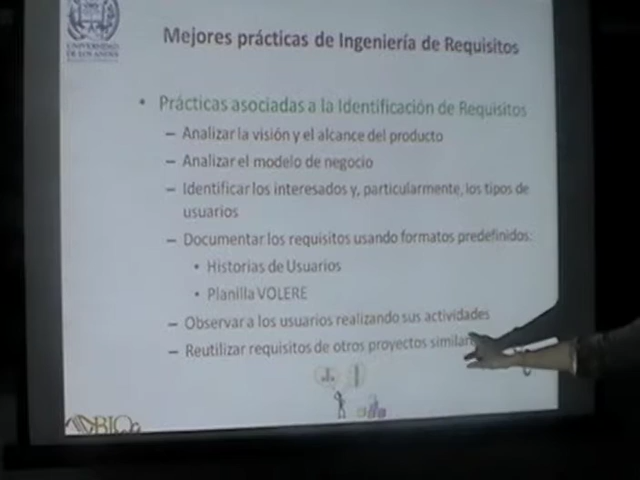 UNIVERSIDAD
DE LOS ANDES
Mejores prácticas de Ingeniería de Requisitos
• Prácticas asociadas a la Identificación de Requisitos
– Analizar la visión y el alcance del producto
– Analizar el modelo de negocio
– Identificar los interesados y, particularmente, los tipos de
usuarios
– Documentar los requisitos usando formatos predefinidos:
• Historias de Usuarios
• Planilla VOLERE
– Observar a los usuarios realizando sus actividades
– Reutilizar requisitos de otros proyectos